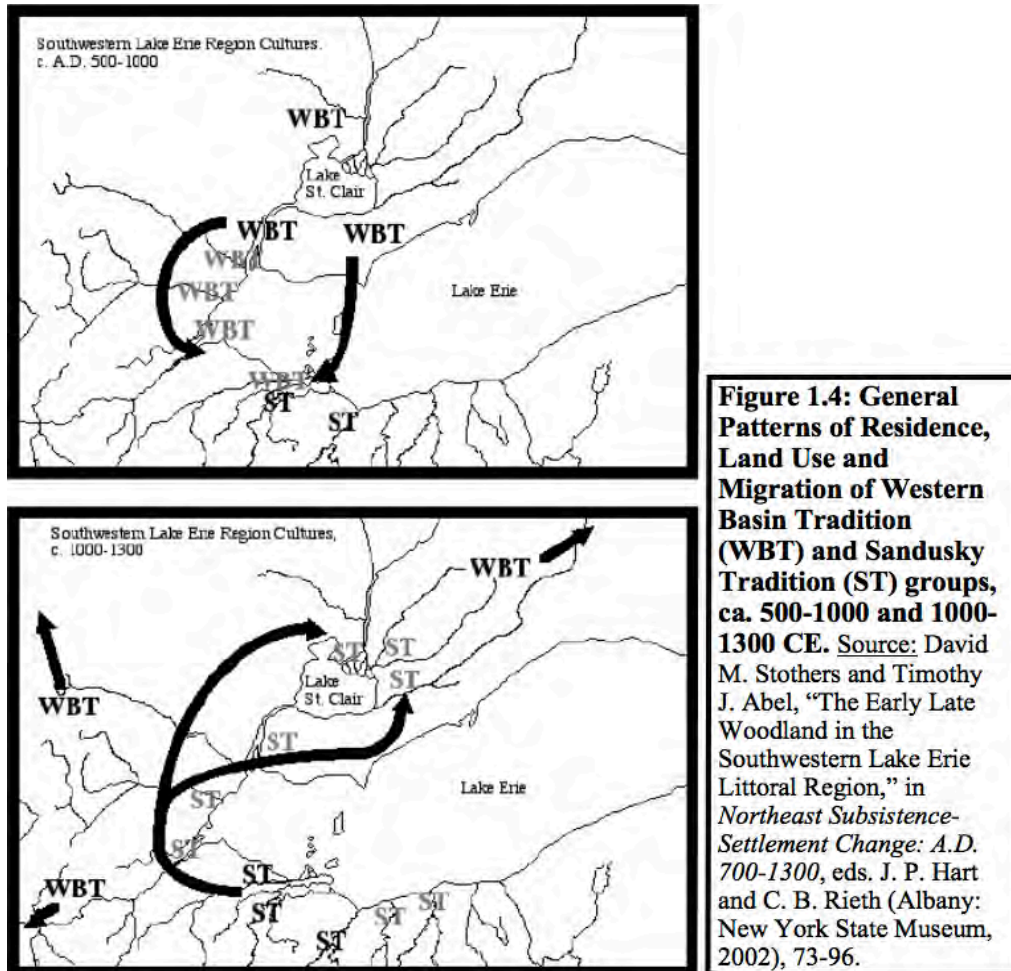 Southwestern Lake Erie Region Cultures.
c. A.D. 500-1000
WBT
Lake
St. Clair
WBT
WBT
WBT
WBT
Lake Erie
WBT
WBT
ST
ST
Southwestern Lake Erie Region Cultures,
c. 1000-1300
WBT
ST
ST
Lake
St. Clair
ST
WBT
ST
Lake Erie
ST
ST
WBT
ST
ST
ST
ST
ST
Figure 1.4: General
Patterns of Residence,
Land Use and
Migration of Western
Basin Tradition
(WBT) and Sandusky
Tradition (ST) groups,
ca. 500-1000 and 1000-
1300 CE. Source: David
M. Stothers and Timothy
J. Abel, “The Early Late
Woodland in the
Southwestern Lake Erie
Littoral Region,” in
Northeast Subsistence-
Settlement Change: A.D.
700-1300, eds. J. P. Hart
and C. B. Rieth (Albany:
New York State Museum,
2002), 73-96.